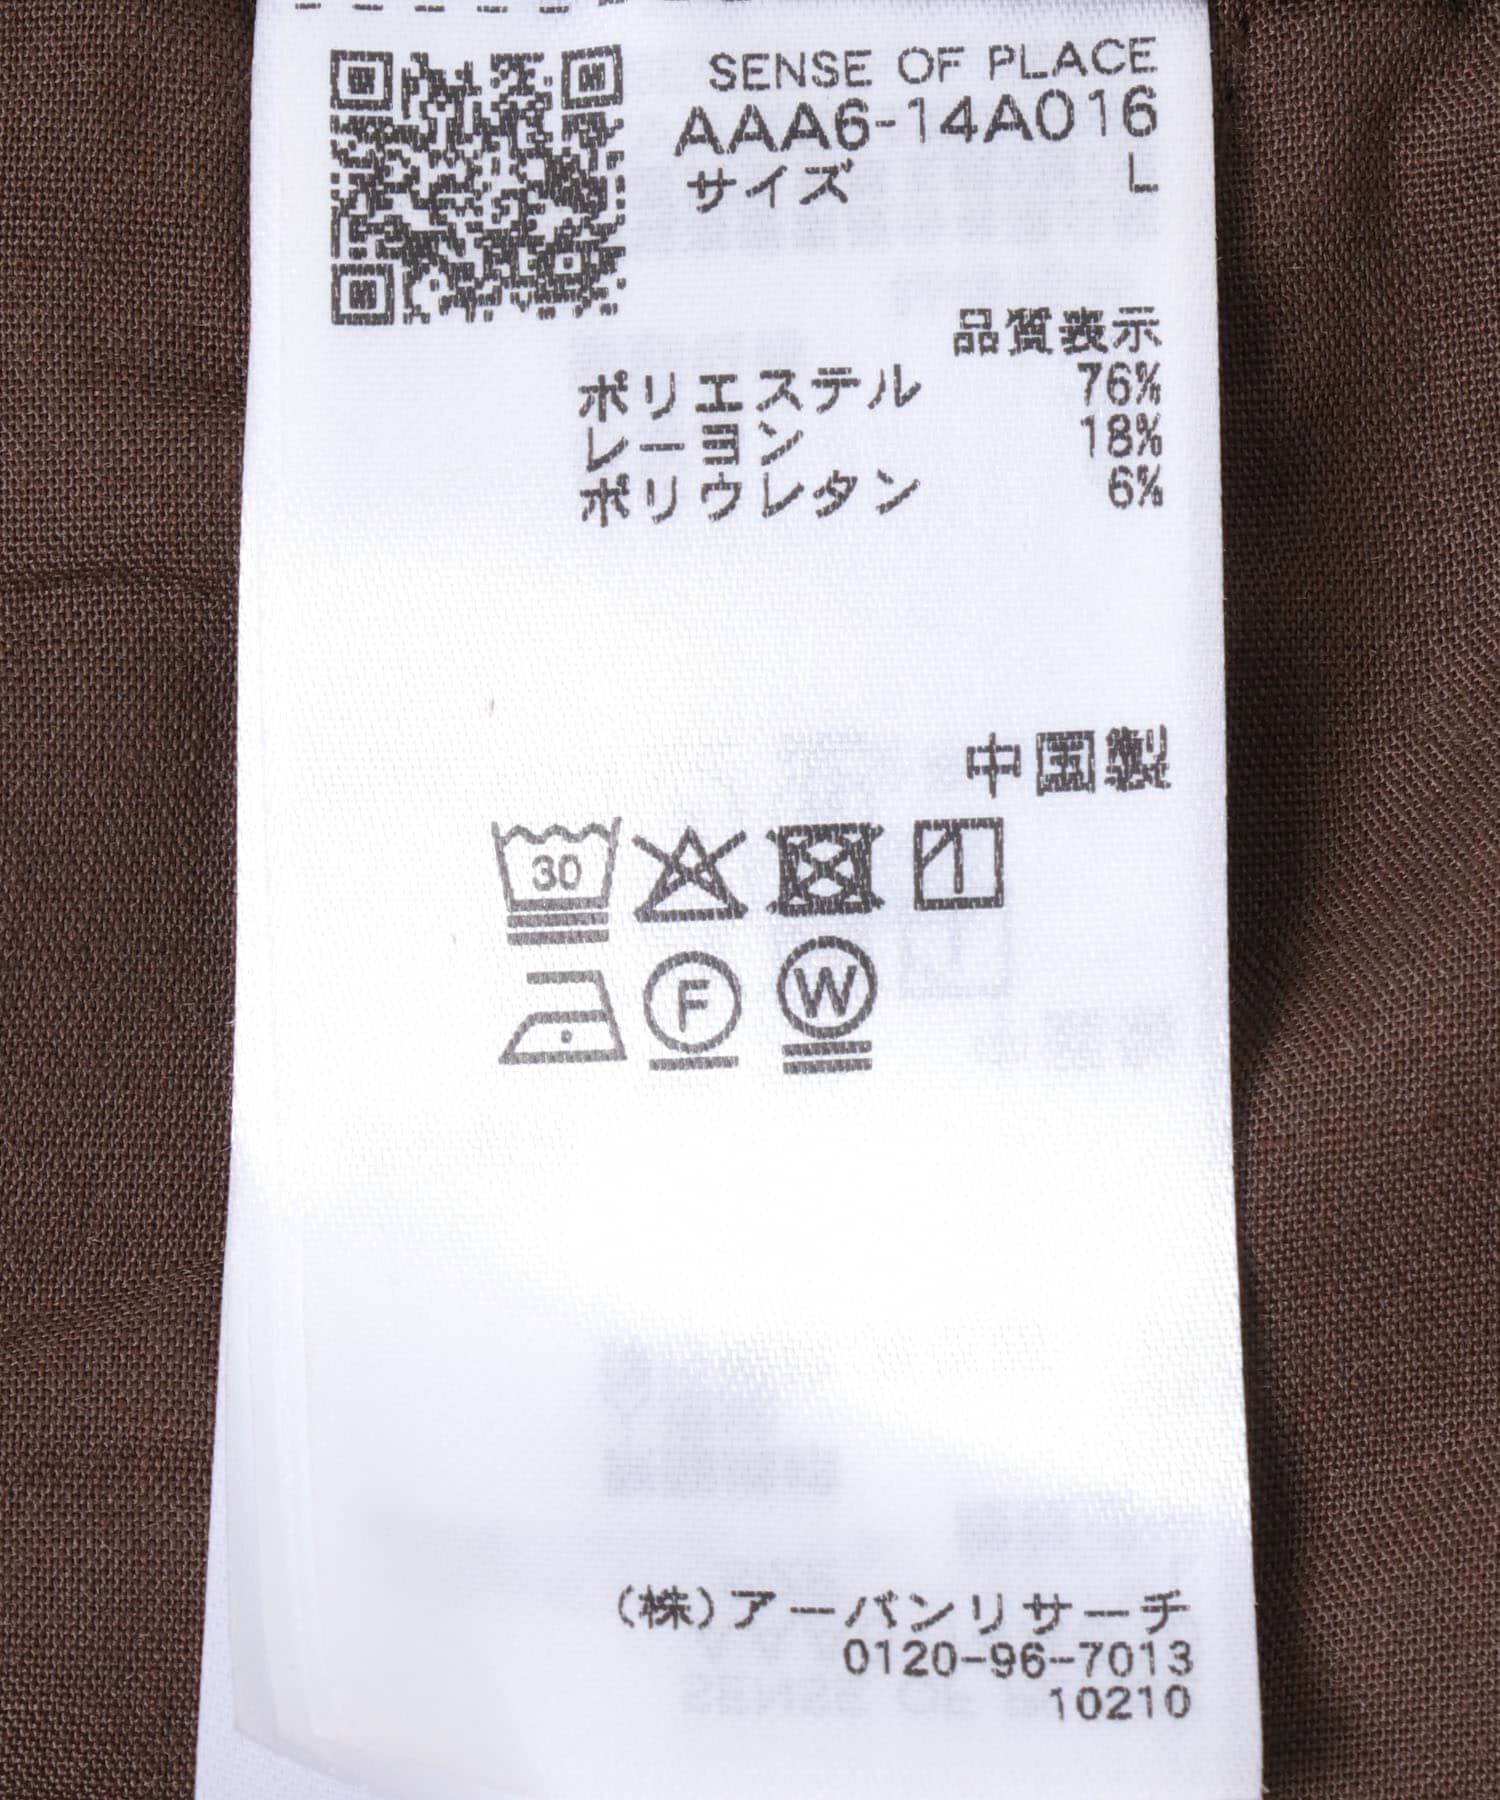 SENSE OF PLACE
AAA6-14A016
サイズ L
品質表示
ポリエステル 76%
レーヨン 18%
ポリウレタン 6%
中国製
30
F W
(株)アーバンリサーチ
0120-96-7013
10210